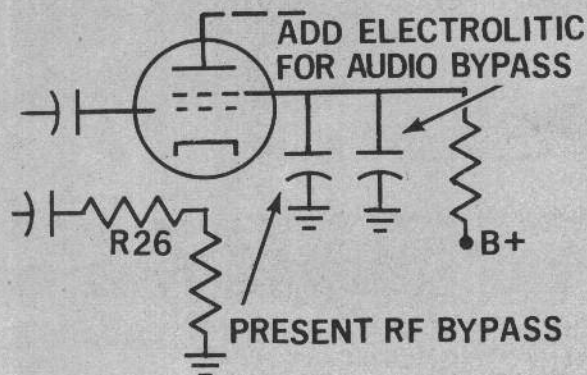 ADD ELECTROLITIC
FOR AUDIO BYPASS
R26
B+
PRESENT RF BYPASS